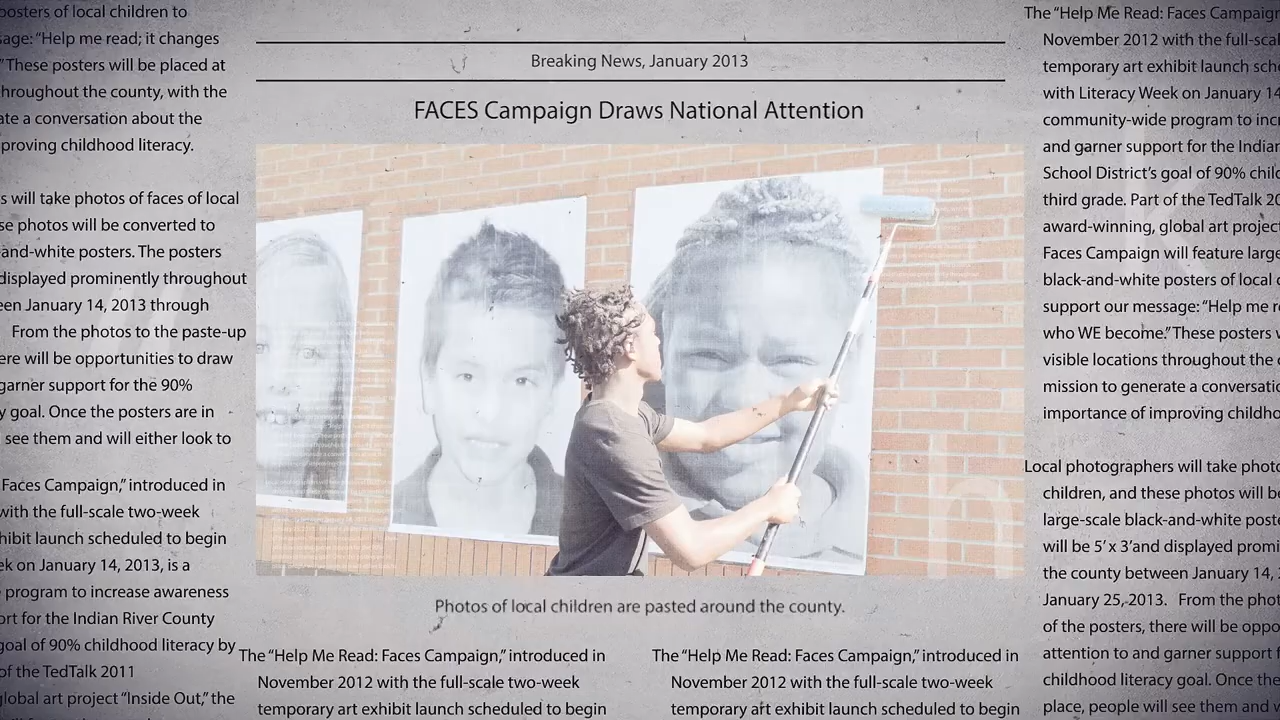 posters of local children to
sage: “Help me read; it changes
” These posters will be placed at
hroughout the county, with the
ate a conversation about the
proving childhood literacy.
s will take photos of faces of local
se photos will be converted to
-and-white posters. The posters
displayed prominently throughout
een January 14, 2013 through
From the photos to the paste-up
ere will be opportunities to draw
garner support for the 90%
y goal. Once the posters are in
see them and will either look to
Faces Campaign,” introduced in
with the full-scale two-week
hibit launch scheduled to begin
ek on January 14, 2013, is a
program to increase awareness
ort for the Indian River County
goal of 90% childhood literacy by
of the TedTalk 2011
global art project “Inside Out,” the
Breaking News, January 2013
FACES Campaign Draws National Attention
h
Photos of local children are pasted around the county.
The “Help Me Read: Faces Campaign,” introduced in
November 2012 with the full-scale two-week
temporary art exhibit launch scheduled to begin
The “Help Me Read: Faces Campaign,” introduced in
November 2012 with the full-scale two-week
temporary art exhibit launch scheduled to begin
The “Help Me Read: Faces Campaign
November 2012 with the full-scal
temporary art exhibit launch sche
with Literacy Week on January 14
community-wide program to incr
and garner support for the Indian
School District’s goal of 90% child
third grade. Part of the TedTalk 20
award-winning, global art project
Faces Campaign will feature large
black-and-white posters of local c
support our message: “Help me re
who WE become.” These posters w
visible locations throughout the c
mission to generate a conversatio
importance of improving childho
Local photographers will take photo
children, and these photos will be
large-scale black-and-white poste
will be 5’ x 3’and displayed promi
the county between January 14, 2
January 25, 2013. From the phot
of the posters, there will be oppo
attention to and garner support f
childhood literacy goal. Once the
place, people will see them and w